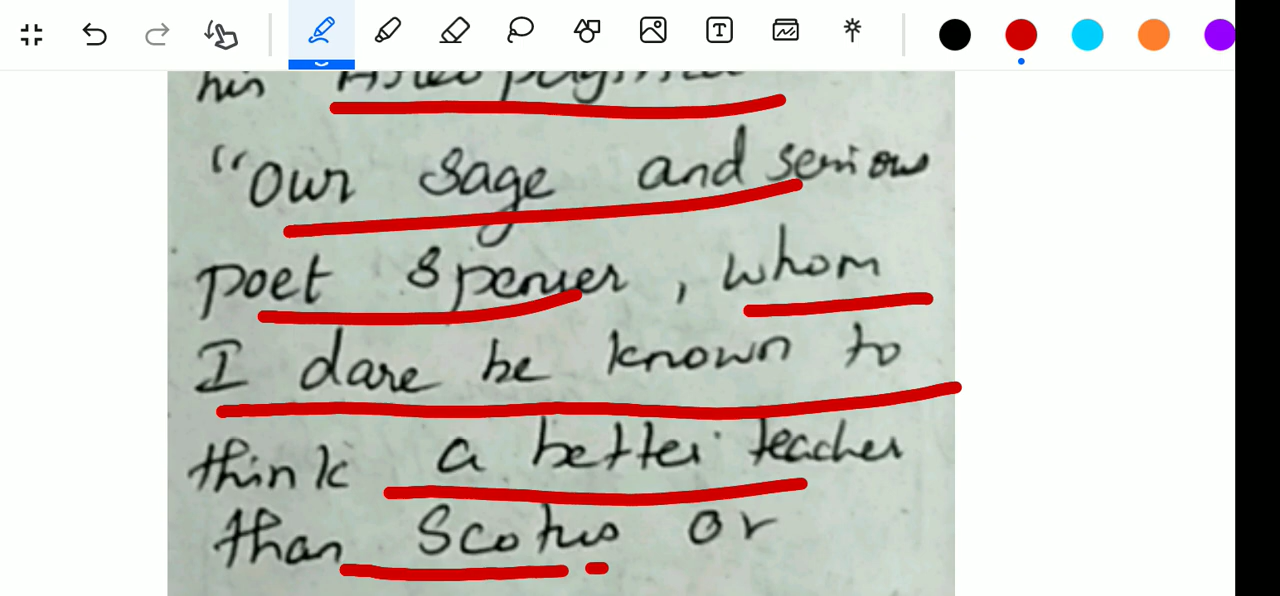 his
"Our sage and serious
poet Spenser, whom
I dare be known to
think a better teacher
than Scotus or